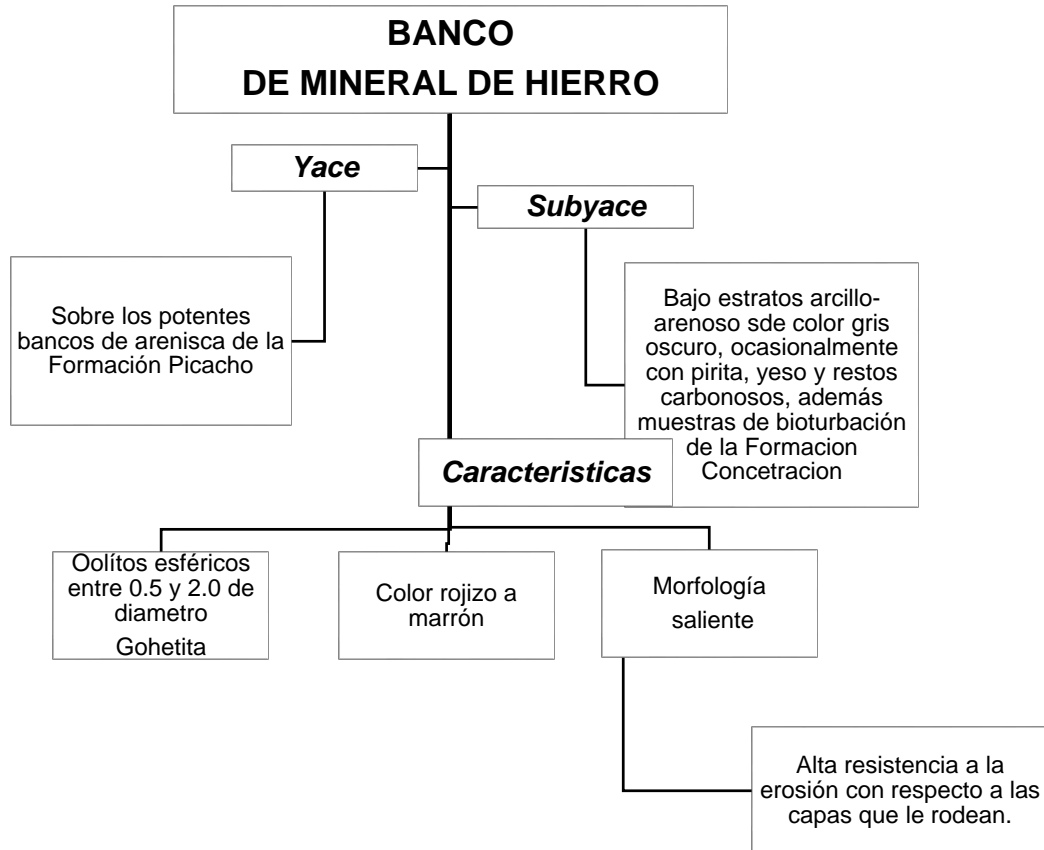 BANCO
DE MINERAL DE HIERRO
Yace
Subyace
Sobre los potentes
bancos de arenisca de la
Formación Picacho
Bajo estratos arcillo-
arenoso sde color gris
oscuro, ocasionalmente
con pirita, yeso y restos
carbonosos, además
muestras de bioturbación
de la Formacion
Concetracion
Caracteristicas
Oolítos esféricos
entre 0.5 y 2.0 de
diametro
Gohetita
Color rojizo a
marrón
Morfología
saliente
Alta resistencia a la
erosión con respecto a las
capas que le rodean.